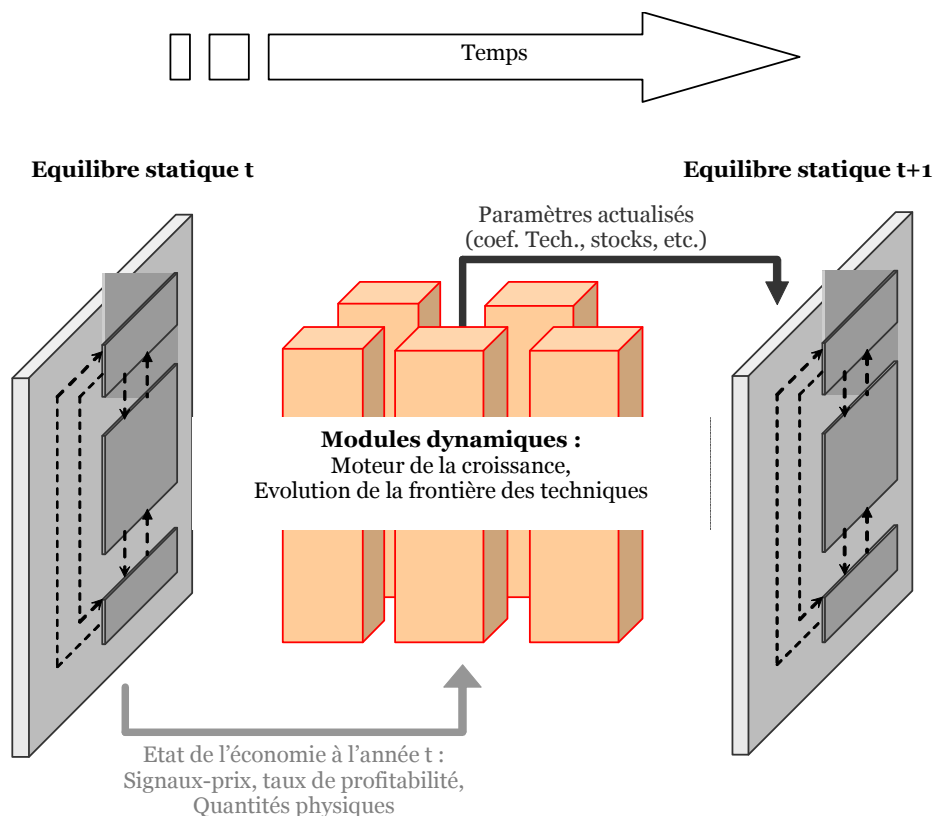 Temps
Equilibre statique t
Equilibre statique t+1
Paramètres actualisés
(coef. Tech., stocks, etc.)
Modules dynamiques :
Moteur de la croissance,
Evolution de la frontière des techniques
Etat de l’économie à l’année t :
Signaux-prix, taux de profitabilité,
Quantités physiques